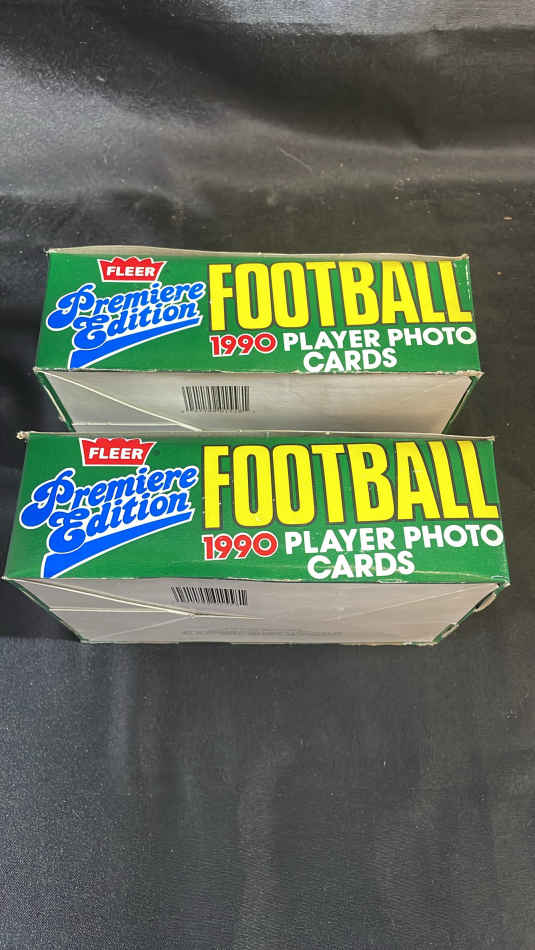 FLEER
Premiere
Edition
FOOTBALL
1990 PLAYER PHOTO
CARDS
FLEER
Premiere
Edition
FOOTBALL
1990 PLAYER PHOTO
CARDS